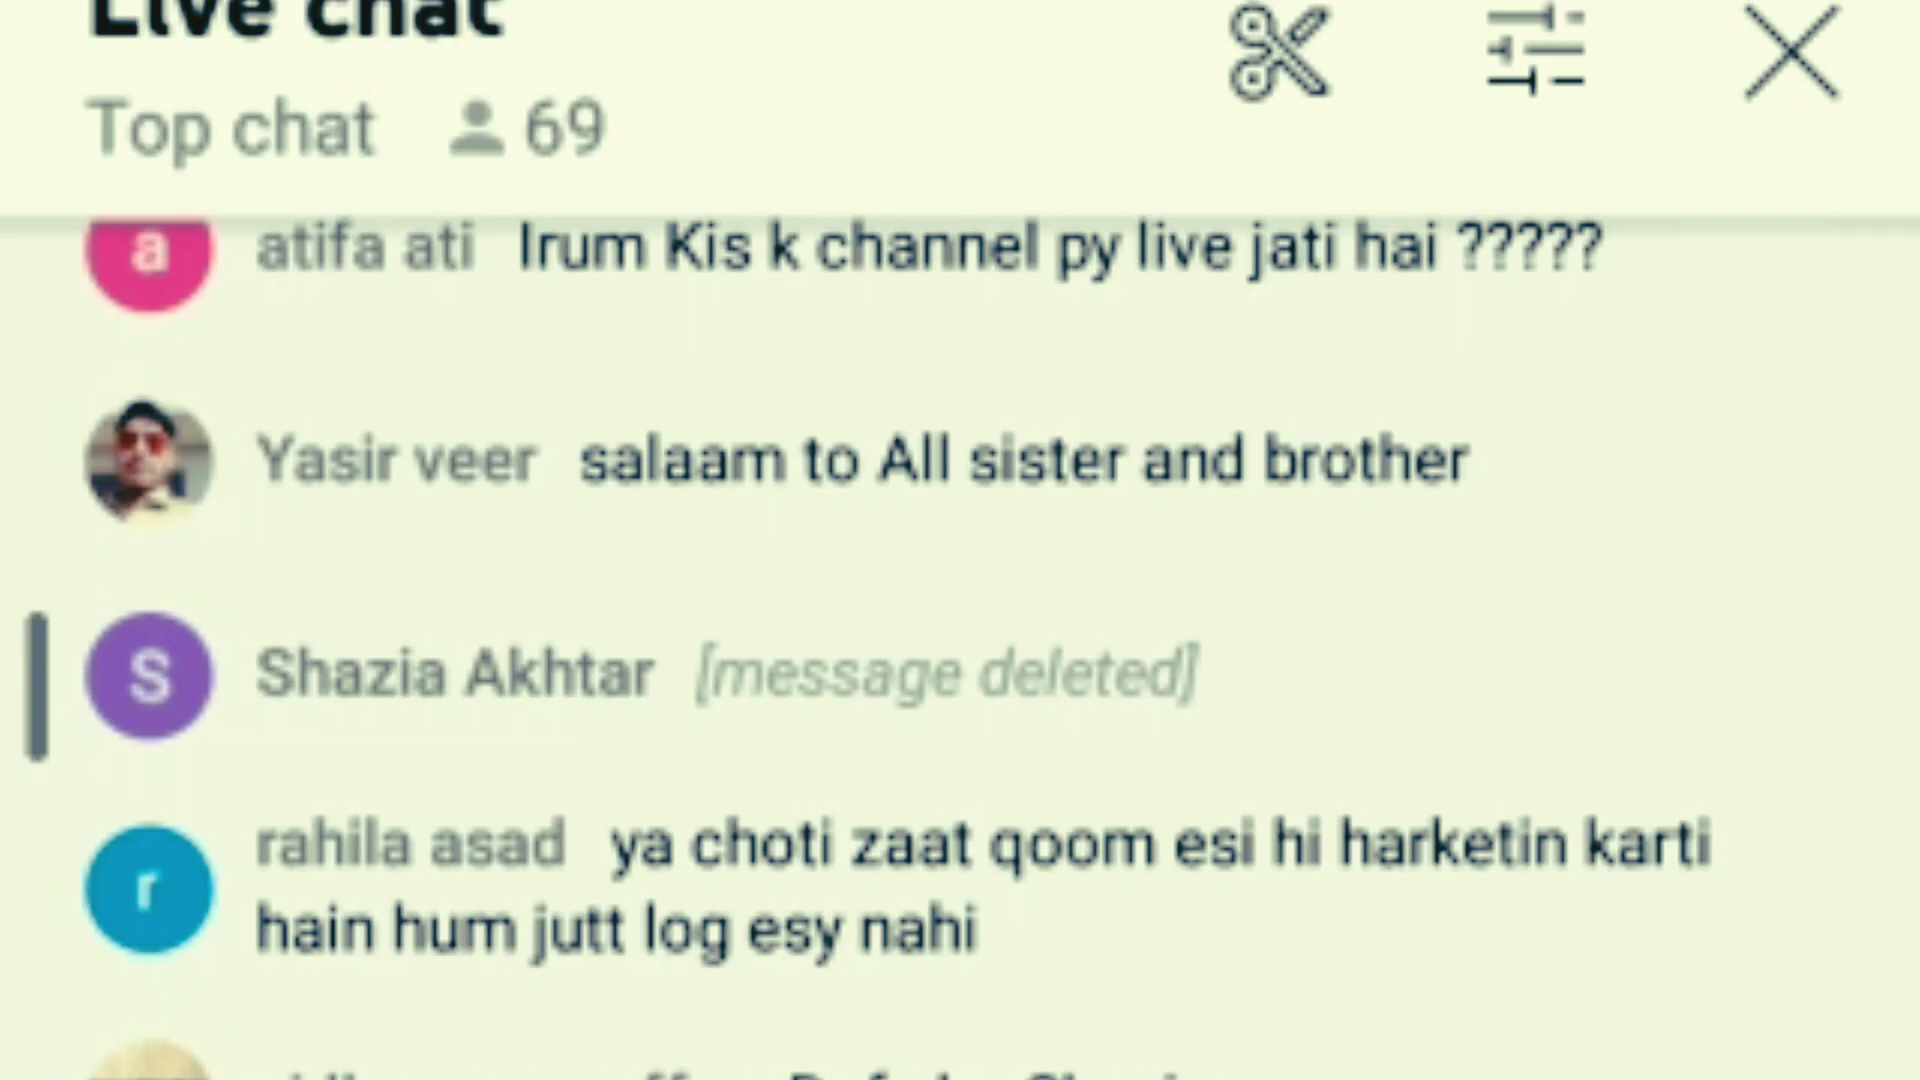 Live chat
Top chat 69
a atifa ati Irum Kis k channel py live jati hai ?????
Yasir veer salaam to All sister and brother
S Shazia Akhtar [message deleted]
r rahila asad ya choti zaat qoom esi hi harketin karti
hain hum jutt log esy nahi